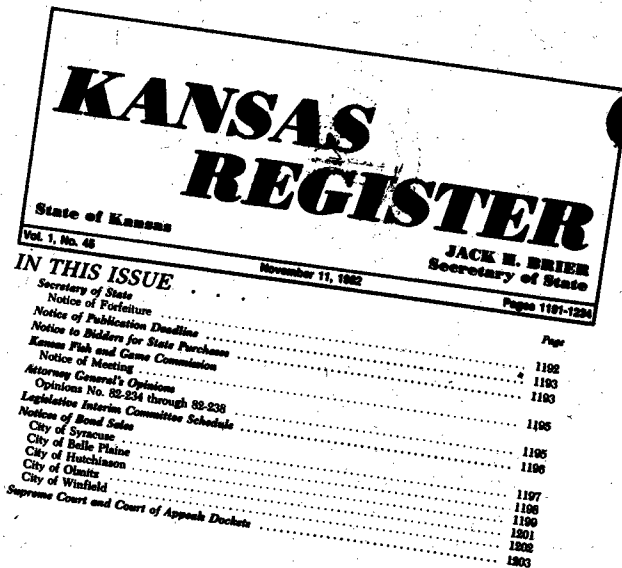 KANSAS
REGISTER
State of Kansas
JACK H. BRIER
Secretary of State
Vol. 1, No. 45 November 11, 1982 Pages 1191-1234
IN THIS ISSUE . . . Page
Secretary of State
Notice of Forfeiture 1192
Notice of Publication Deadline 1193
Notice to Bidders for State Purchases 1193
Kansas Fish and Game Commission
Notice of Meeting 1195
Attorney General's Opinions
Opinions No. 82-234 through 82-238 1195
Legislative Interim Committee Schedule 1196
Notices of Bond Sales
City of Syracuse 1197
City of Belle Plaine 1198
City of Hutchinson 1199
City of Olmitz 1201
City of Winfield 1202
Supreme Court and Court of Appeals Dockets 1203